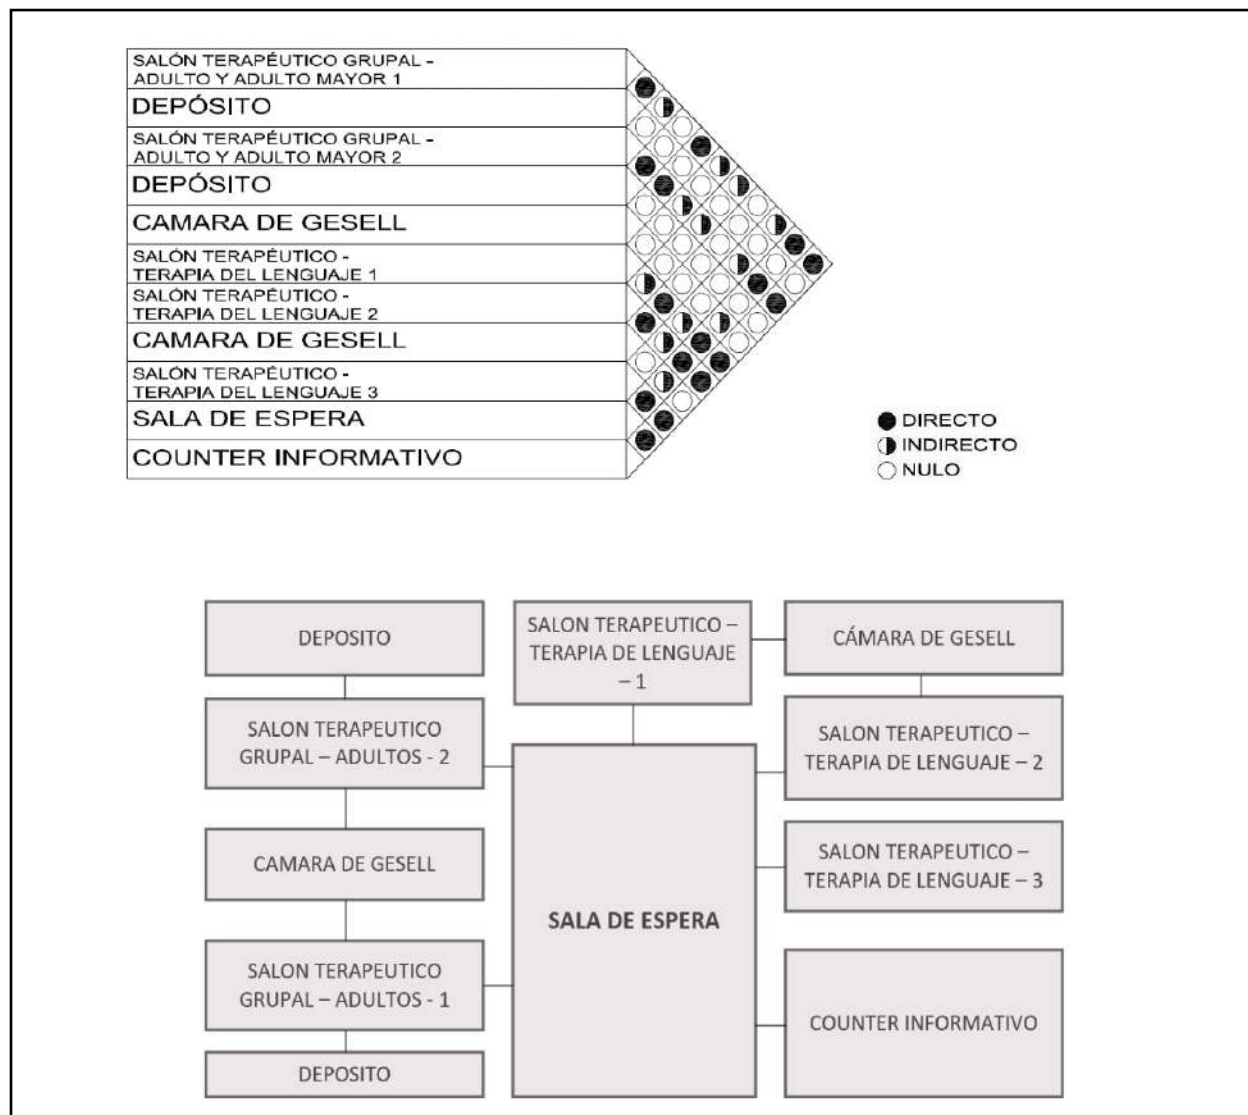 SALÓN TERAPÉUTICO GRUPAL -
ADULTO Y ADULTO MAYOR 1
DEPÓSITO
SALÓN TERAPÉUTICO GRUPAL -
ADULTO Y ADULTO MAYOR 2
DEPÓSITO
CAMARA DE GESELL
SALÓN TERAPÉUTICO -
TERAPIA DEL LENGUAJE 1
SALÓN TERAPÉUTICO -
TERAPIA DEL LENGUAJE 2
CAMARA DE GESELL
SALÓN TERAPÉUTICO -
TERAPIA DEL LENGUAJE 3
SALA DE ESPERA
COUNTER INFORMATIVO
DIRECTO
INDIRECTO
NULO
DEPOSITO
SALON TERAPEUTICO
GRUPAL – ADULTOS - 2
CAMARA DE GESELL
SALON TERAPEUTICO
GRUPAL – ADULTOS - 1
DEPOSITO
SALON TERAPEUTICO –
TERAPIA DE LENGUAJE
– 1
SALA DE ESPERA
CÁMARA DE GESELL
SALON TERAPEUTICO –
TERAPIA DE LENGUAJE – 2
SALON TERAPEUTICO –
TERAPIA DE LENGUAJE – 3
COUNTER INFORMATIVO